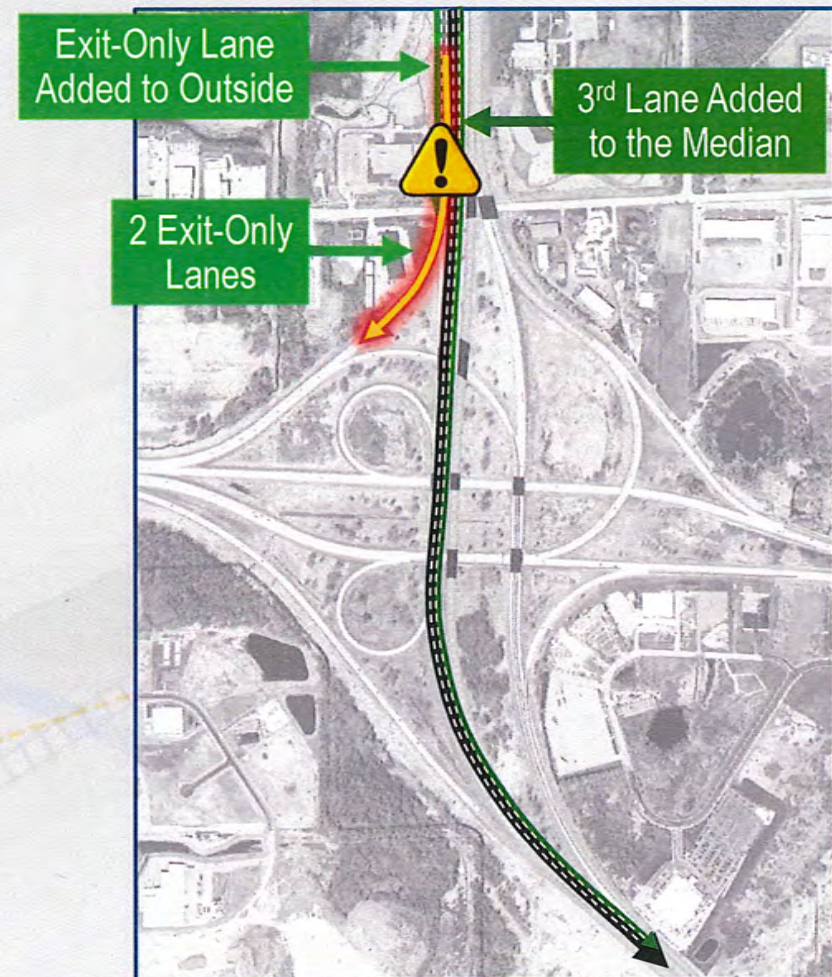 Exit-Only Lane
Added to Outside
3rd Lane Added
to the Median
!
2 Exit-Only
Lanes